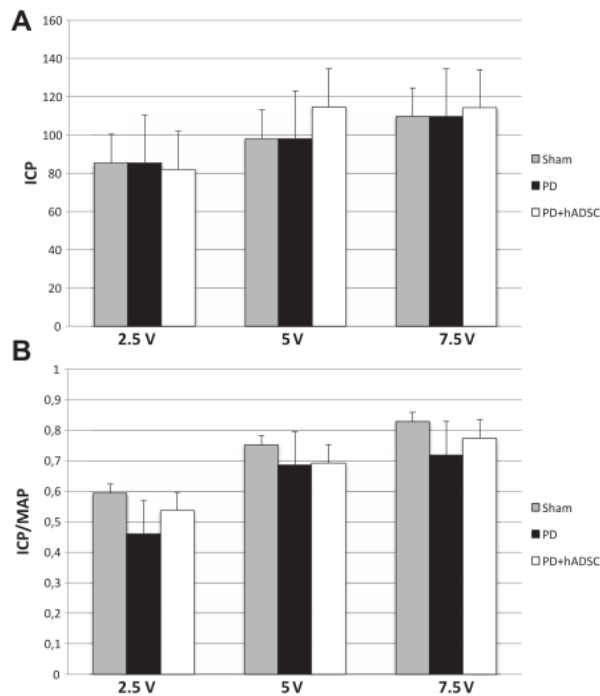 A
160
140
120
100
80
60
40
20
0
ICP
2.5 V
5 V
7.5 V
Sham
PD
PD+hADSC
B
1
0,9
0,8
0,7
0,6
0,5
0,4
0,3
0,2
0,1
0
ICP/MAP
2.5 V
5 V
7.5 V
Sham
PD
PD+hADSC